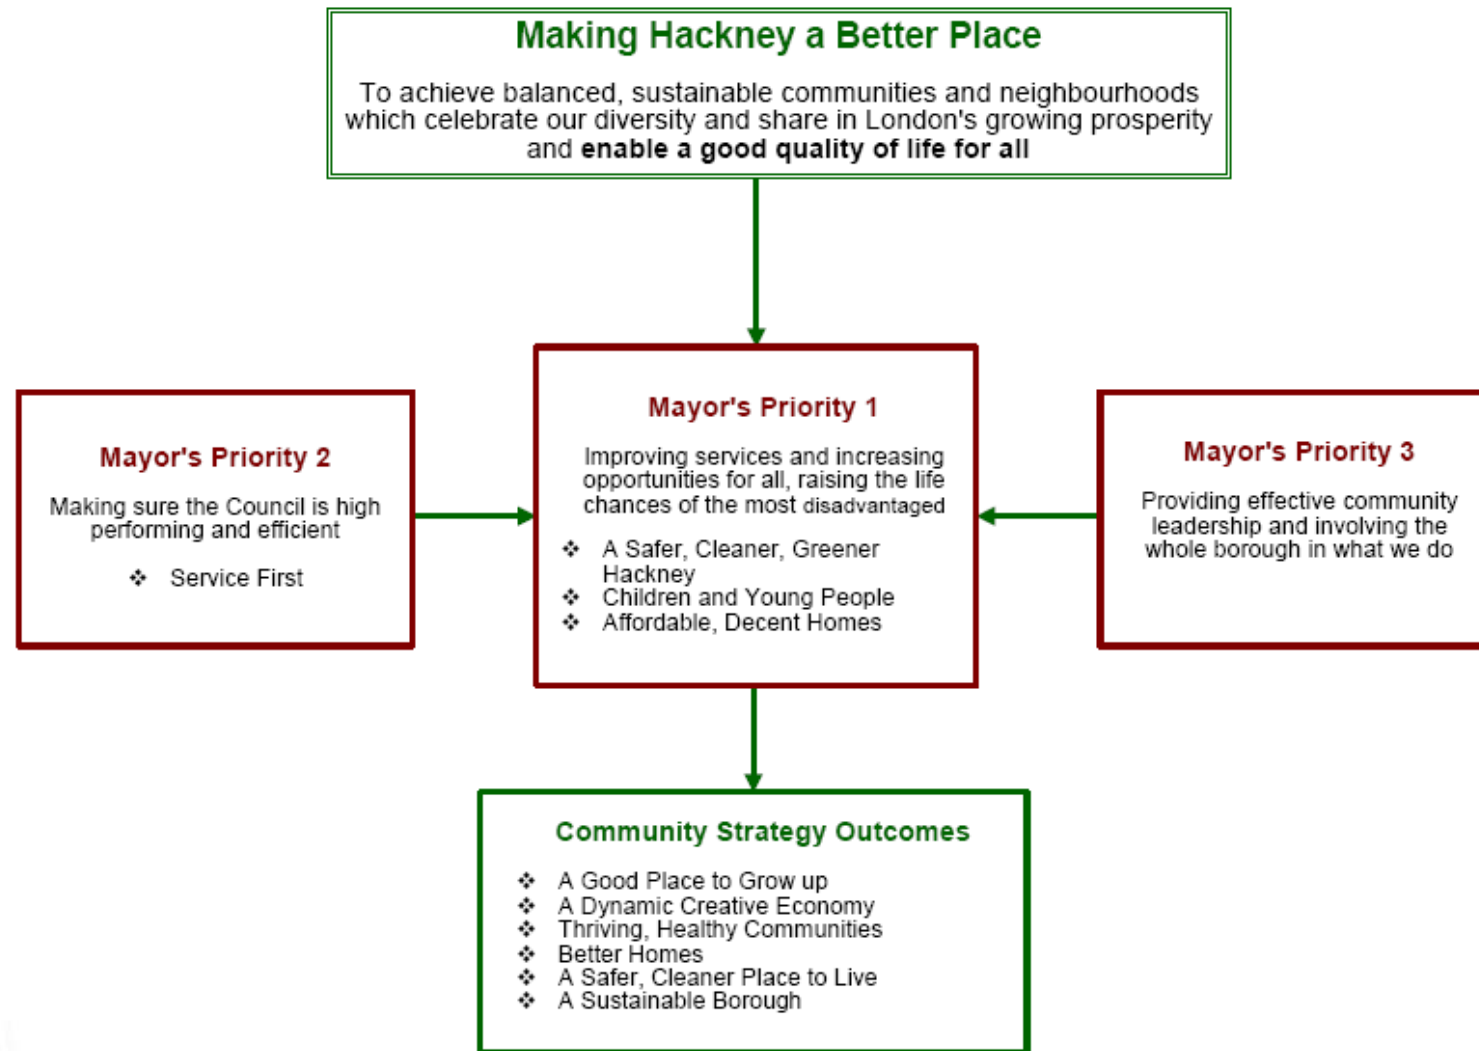 Making Hackney a Better Place
To achieve balanced, sustainable communities and neighbourhoods
which celebrate our diversity and share in London's growing prosperity
and enable a good quality of life for all
Mayor's Priority 2
Making sure the Council is high
performing and efficient
❖ Service First
Mayor's Priority 1
Improving services and increasing
opportunities for all, raising the life
chances of the most disadvantaged
❖ A Safer, Cleaner, Greener
Hackney
❖ Children and Young People
❖ Affordable, Decent Homes
Mayor's Priority 3
Providing effective community
leadership and involving the
whole borough in what we do
Community Strategy Outcomes
❖ A Good Place to Grow up
❖ A Dynamic Creative Economy
❖ Thriving, Healthy Communities
❖ Better Homes
❖ A Safer, Cleaner Place to Live
❖ A Sustainable Borough